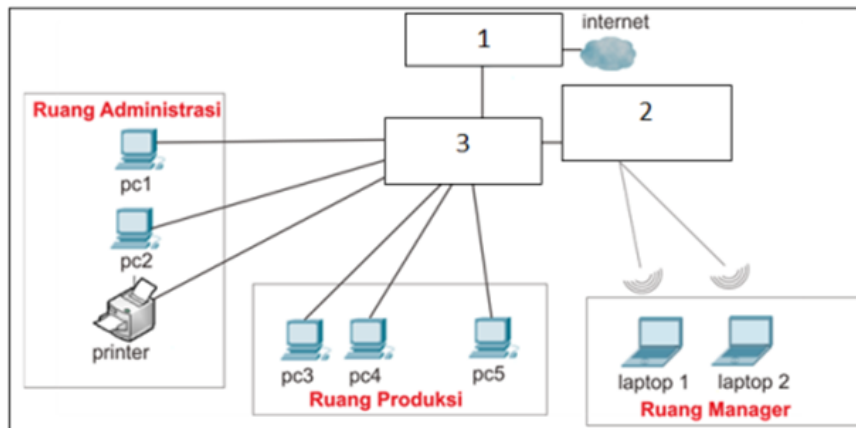 internet
1
2
3
Ruang Administrasi
pc1
pc2
printer
pc3
pc4
pc5
Ruang Produksi
laptop 1
laptop 2
Ruang Manager